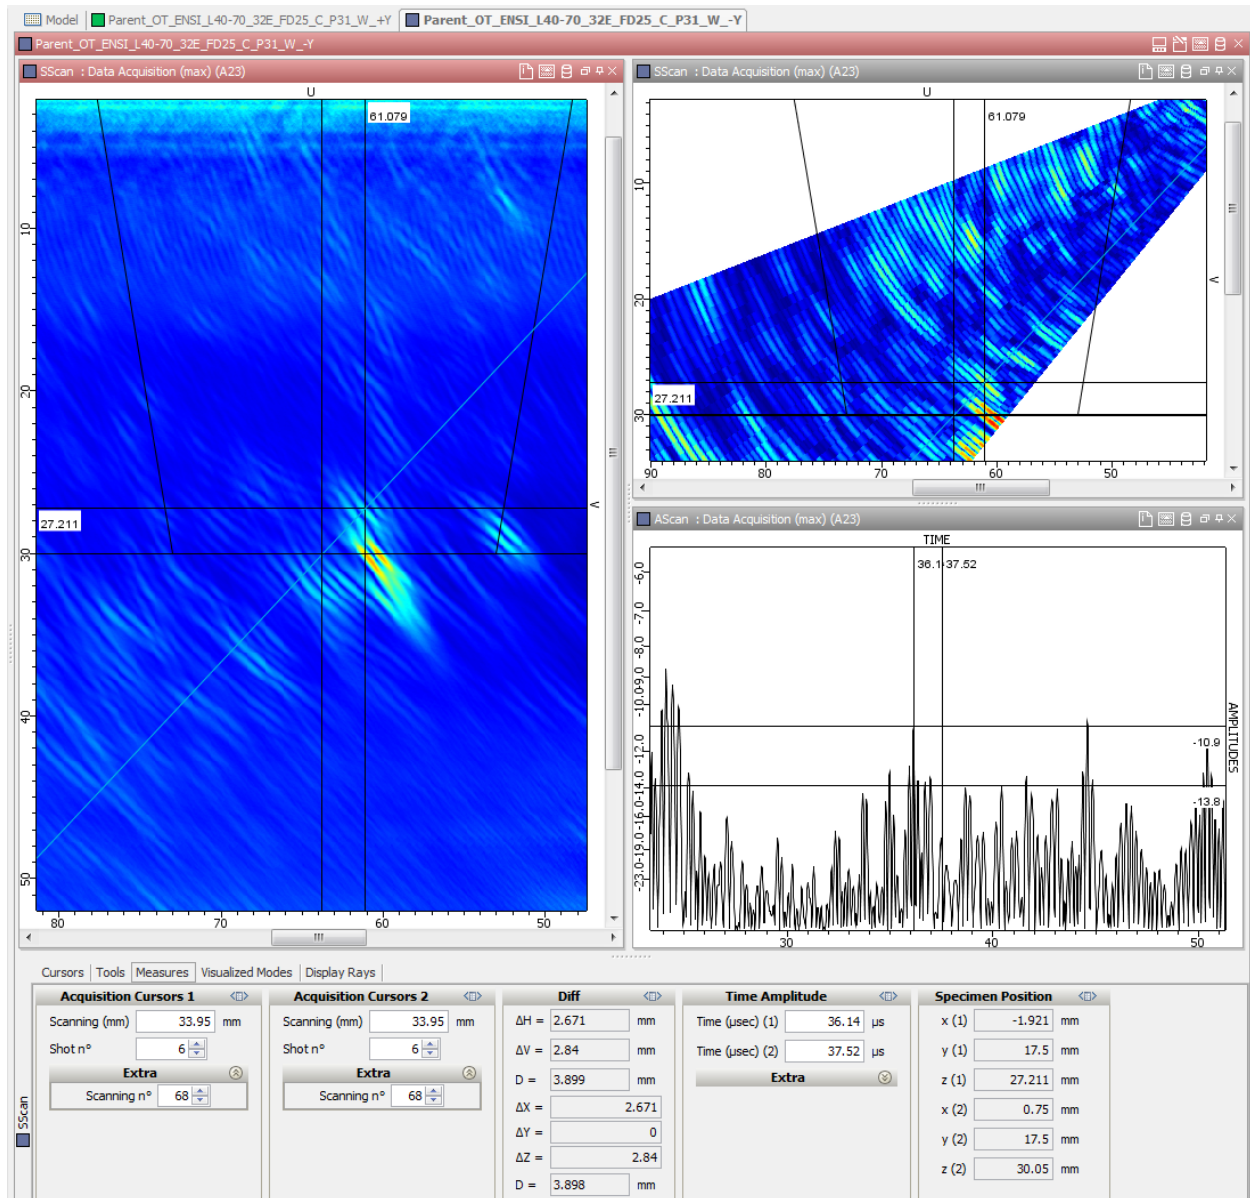 Model Parent_OT_ENSI_L40-70_32E_FD25_C_P31_W_+Y Parent_OT_ENSI_L40-70_32E_FD25_C_P31_W_-Y
Parent_OT_ENSI_L40-70_32E_FD25_C_P31_W_-Y
SScan : Data Acquisition (max) (A23)
U
61.079
10
20
27.211
30
40
50
V
80 70 60 50
SScan : Data Acquisition (max) (A23)
U
61.079
10
20
27.211
30
V
90 80 70 60 50
AScan : Data Acquisition (max) (A23)
TIME
36.1 37.52
-6.0
-7.0
-8.0
-9.0
-10.0
-12.0
-14.0
-16.0
-19.0
-23.0
AMPLITUDES
-10.9
-13.8
30 40 50
Cursors Tools Measures Visualized Modes Display Rays
SScan
Acquisition Cursors 1
Scanning (mm) 33.95 mm
Shot n° 6
Extra
Scanning n° 68
Acquisition Cursors 2
Scanning (mm) 33.95 mm
Shot n° 6
Extra
Scanning n° 68
Diff
ΔH = 2.671 mm
ΔV = 2.84 mm
D = 3.899 mm
ΔX = 2.671
ΔY = 0
ΔZ = 2.84
D = 3.898 mm
Time Amplitude
Time (µsec) (1) 36.14 µs
Time (µsec) (2) 37.52 µs
Extra
Specimen Position
x (1) -1.921 mm
y (1) 17.5 mm
z (1) 27.211 mm
x (2) 0.75 mm
y (2) 17.5 mm
z (2) 30.05 mm